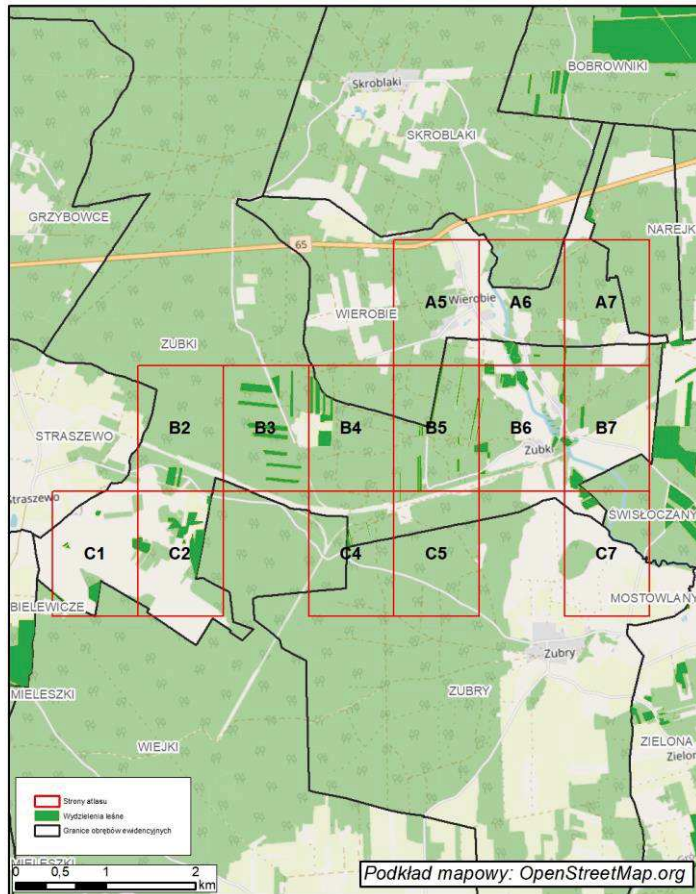 BOBROWNIKI
Skroblaki
SKROBLAKI
GRZYBOWCE
NAREJK
65
A5
Wierobie
A6
A7
WIEROBIE
ZUBKI
B2
B3
B4
B5
B6
B7
STRASZEWO
Zubki
Straszewo
ŚWISŁOCZANY
C1
C2
C4
C5
C7
BIELEWICZE
MOSTOWLANY
Zubry
MIELESZKI
ZUBRY
WIEJKI
ZIELONA
Zielon
Strony atlasu
Wydzielenia leśne
Granice obrębów ewidencyjnych
MIELESZKI
0 0,5 1 2
km
Podkład mapowy: OpenStreetMap.org